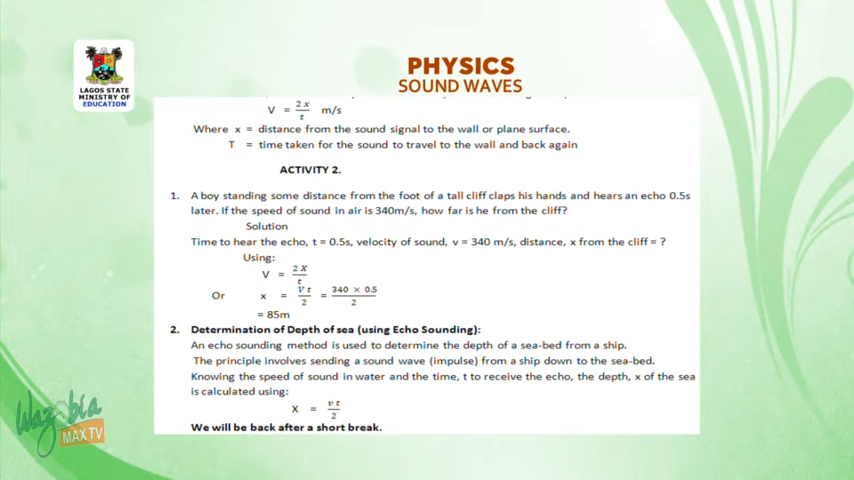 PHYSICS
SOUND WAVES
LAGOS STATE
MINISTRY OF
EDUCATION
V = 2 x / t m/s
Where x = distance from the sound signal to the wall or plane surface.
T = time taken for the sound to travel to the wall and back again
ACTIVITY 2.
1. A boy standing some distance from the foot of a tall cliff claps his hands and hears an echo 0.5s
later. If the speed of sound in air is 340m/s, how far is he from the cliff?
Solution
Time to hear the echo, t = 0.5s, velocity of sound, v = 340 m/s, distance, x from the cliff = ?
Using:
V = 2 X / t
Or x = V t / 2 = 340 × 0.5 / 2
= 85m
2. Determination of Depth of sea (using Echo Sounding):
An echo sounding method is used to determine the depth of a sea-bed from a ship.
The principle involves sending a sound wave (impulse) from a ship down to the sea-bed.
Knowing the speed of sound in water and the time, t to receive the echo, the depth, x of the sea
is calculated using:
X = v t / 2
We will be back after a short break.
Wazobia
MAX TV